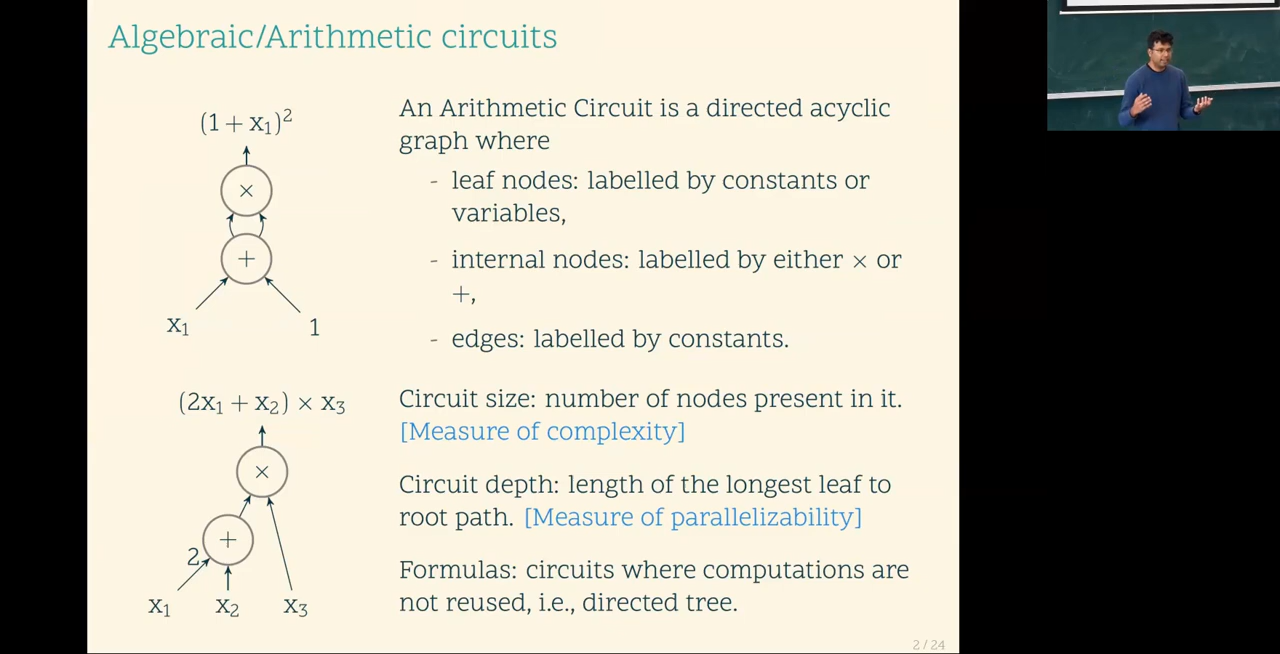 Algebraic/Arithmetic circuits
(1 + x₁)²
×
+
x₁ 1
An Arithmetic Circuit is a directed acyclic
graph where
- leaf nodes: labelled by constants or
variables,
- internal nodes: labelled by either × or
+,
- edges: labelled by constants.
(2x₁ + x₂) × x₃
×
+
2
x₁ x₂ x₃
Circuit size: number of nodes present in it.
[Measure of complexity]
Circuit depth: length of the longest leaf to
root path. [Measure of parallelizability]
Formulas: circuits where computations are
not reused, i.e., directed tree.
2 / 24